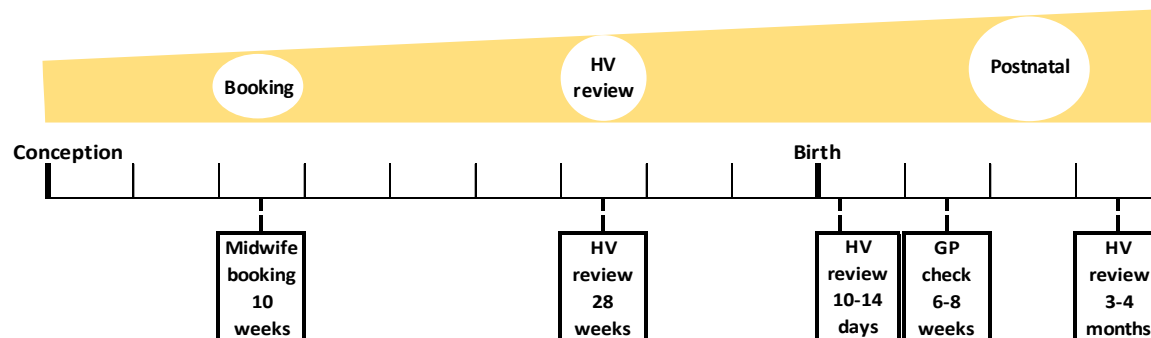 Booking
HV
review
Postnatal
Conception
Birth
Midwife
booking
10
weeks
HV
review
28
weeks
HV
review
10-14
days
GP
check
6-8
weeks
HV
review
3-4
months